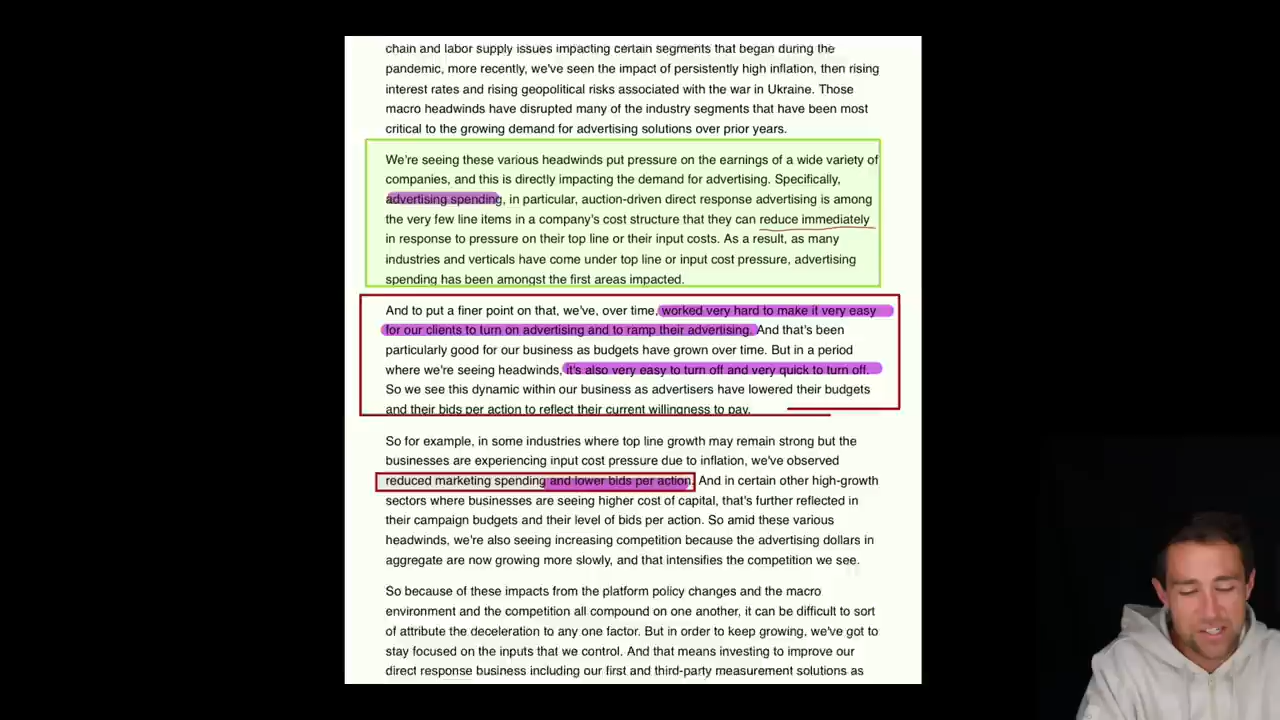 chain and labor supply issues impacting certain segments that began during the
pandemic, more recently, we've seen the impact of persistently high inflation, then rising
interest rates and rising geopolitical risks associated with the war in Ukraine. Those
macro headwinds have disrupted many of the industry segments that have been most
critical to the growing demand for advertising solutions over prior years.
We're seeing these various headwinds put pressure on the earnings of a wide variety of
companies, and this is directly impacting the demand for advertising. Specifically,
advertising spending, in particular, auction-driven direct response advertising is among
the very few line items in a company's cost structure that they can reduce immediately
in response to pressure on their top line or their input costs. As a result, as many
industries and verticals have come under top line or input cost pressure, advertising
spending has been amongst the first areas impacted.
And to put a finer point on that, we've, over time, worked very hard to make it very easy
for our clients to turn on advertising and to ramp their advertising. And that's been
particularly good for our business as budgets have grown over time. But in a period
where we're seeing headwinds, it's also very easy to turn off and very quick to turn off.
So we see this dynamic within our business as advertisers have lowered their budgets
and their bids per action to reflect their current willingness to pay.
So for example, in some industries where top line growth may remain strong but the
businesses are experiencing input cost pressure due to inflation, we've observed
reduced marketing spending and lower bids per action. And in certain other high-growth
sectors where businesses are seeing higher cost of capital, that's further reflected in
their campaign budgets and their level of bids per action. So amid these various
headwinds, we're also seeing increasing competition because the advertising dollars in
aggregate are now growing more slowly, and that intensifies the competition we see.
So because of these impacts from the platform policy changes and the macro
environment and the competition all compound on one another, it can be difficult to sort
of attribute the deceleration to any one factor. But in order to keep growing, we've got to
stay focused on the inputs that we control. And that means investing to improve our
direct response business including our first and third-party measurement solutions as